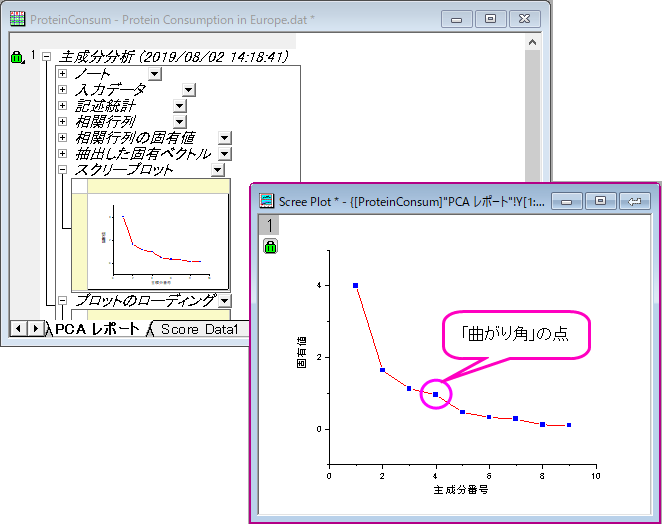 ProteinConsum - Protein Consumption in Europe.dat *
1
主成分分析 (2019/08/02 14:18:41)
ノート
入力データ
記述統計
相関行列
相関行列の固有値
抽出した固有ベクトル
スクリープロット
プロットのローディング
PCA レポート
Score Data1
Scree Plot * - {[ProteinConsum]"PCA レポート"!Y[1:...
1
「曲がり角」の点
固有値
4
2
0
0 2 4 6 8 10
主成分番号